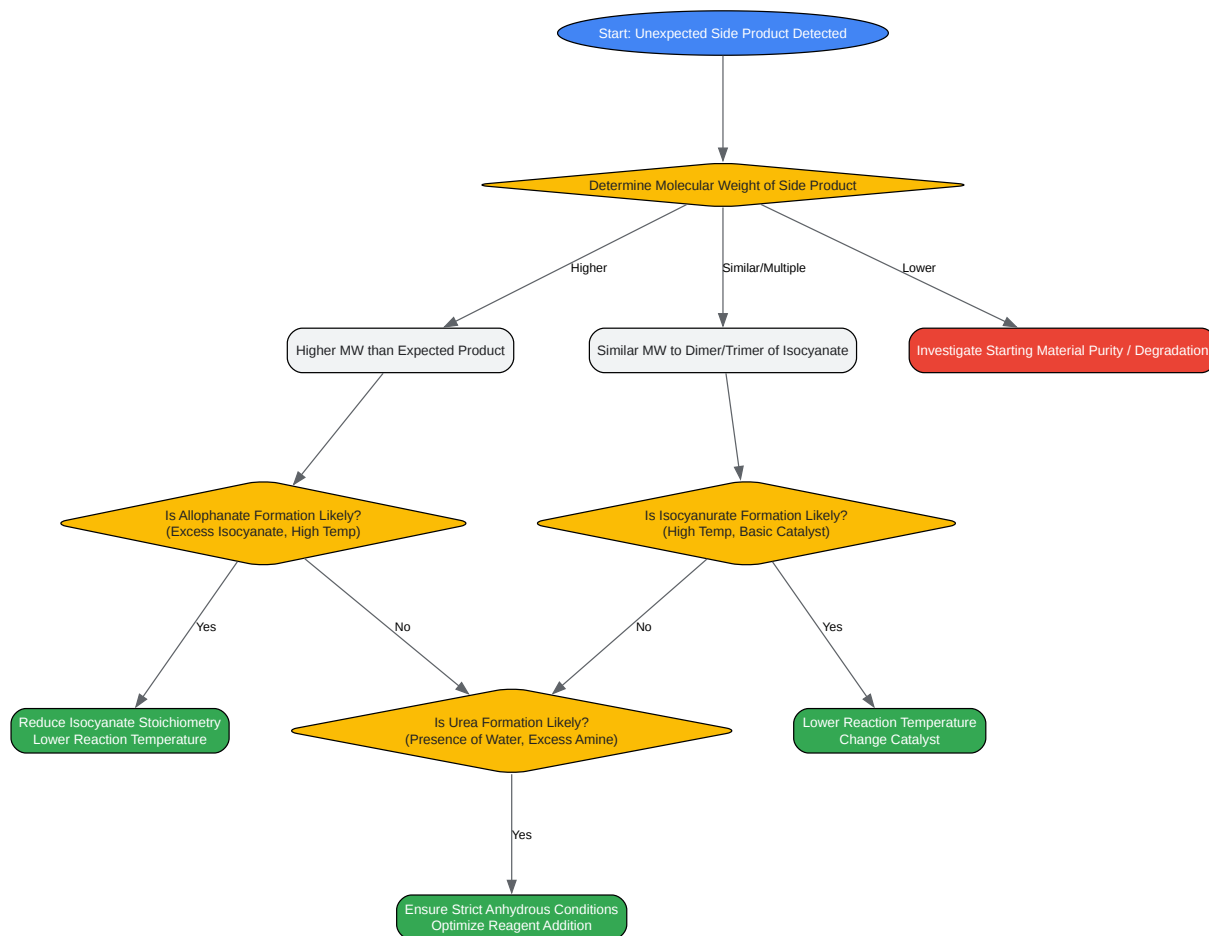 Start: Unexpected Side Product Detected
Determine Molecular Weight of Side Product
Higher
Similar/Multiple
Lower
Higher MW than Expected Product
Similar MW to Dimer/Trimer of Isocyanate
Investigate Starting Material Purity / Degradation
Is Allophanate Formation Likely?
(Excess Isocyanate, High Temp)
Is Isocyanurate Formation Likely?
(High Temp, Basic Catalyst)
Yes
No
No
Yes
Reduce Isocyanate Stoichiometry
Lower Reaction Temperature
Is Urea Formation Likely?
(Presence of Water, Excess Amine)
Lower Reaction Temperature
Change Catalyst
Yes
Ensure Strict Anhydrous Conditions
Optimize Reagent Addition